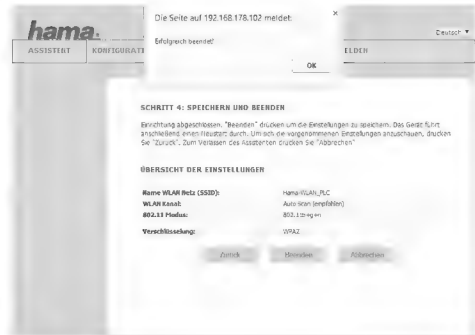 hama.
Die Seite auf 192.168.178.102 meldet:
×
Erfolgreich beendet!
OK
Deutsch
ASSISTENT
KONFIGURATI
ELDEN
SCHRITT 4: SPEICHERN UND BEENDEN
Einrichtung abgeschlossen. "Beenden" drücken um die Einstellungen zu speichern. Das Gerät führt
anschließend einen Neustart durch. Um sich die vorgenommenen Einstellungen anzuschauen, drücken
Sie "Zurück". Zum Verlassen des Assistenten drücken Sie "Abbrechen"
ÜBERSICHT DER EINSTELLUNGEN
Name WLAN Netz (SSID): Hama-WLAN_PLC
WLAN Kanal: Auto Scan (empfohlen)
802.11 Modus: 802.11b+g+n
Verschlüsselung: WPA2
Zurück Beenden Abbrechen